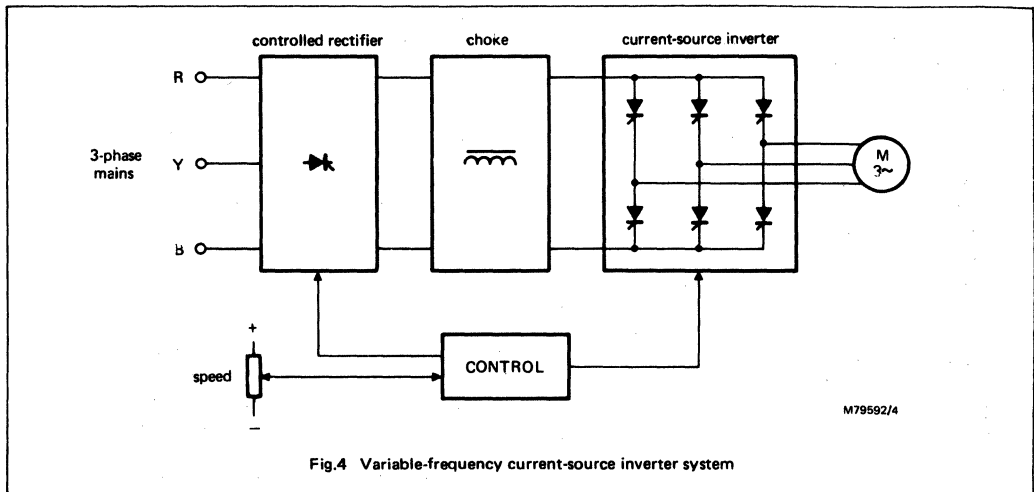 controlled rectifier
choke
current-source inverter
R
3-phase
mains
Y
B
M
3~
+
speed
−
CONTROL
M79592/4
Fig.4 Variable-frequency current-source inverter system